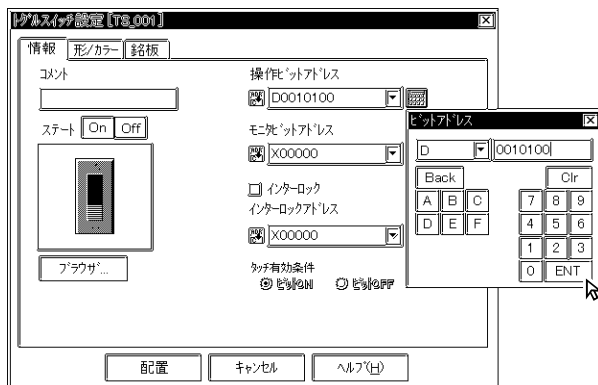 ﾄｸﾞﾙｽｲｯﾁ設定 [TS_001]
情報 形/ｶﾗｰ 銘板
ｺﾒﾝﾄ
操作ﾋﾞｯﾄｱﾄﾞﾚｽ
D0010100
ｽﾃｰﾄ On Off
ﾓﾆﾀﾋﾞｯﾄｱﾄﾞﾚｽ
X00000
ｲﾝﾀｰﾛｯｸ
ｲﾝﾀｰﾛｯｸｱﾄﾞﾚｽ
X00000
ﾌﾞﾗｳｻﾞ...
ﾀｯﾁ有効条件
ﾋﾞｯﾄON ﾋﾞｯﾄOFF
配置 ｷｬﾝｾﾙ ﾍﾙﾌﾟ(H)
ﾋﾞｯﾄｱﾄﾞﾚｽ
D 0010100
Back Clr
A B C 7 8 9
D E F 4 5 6
1 2 3
0 ENT